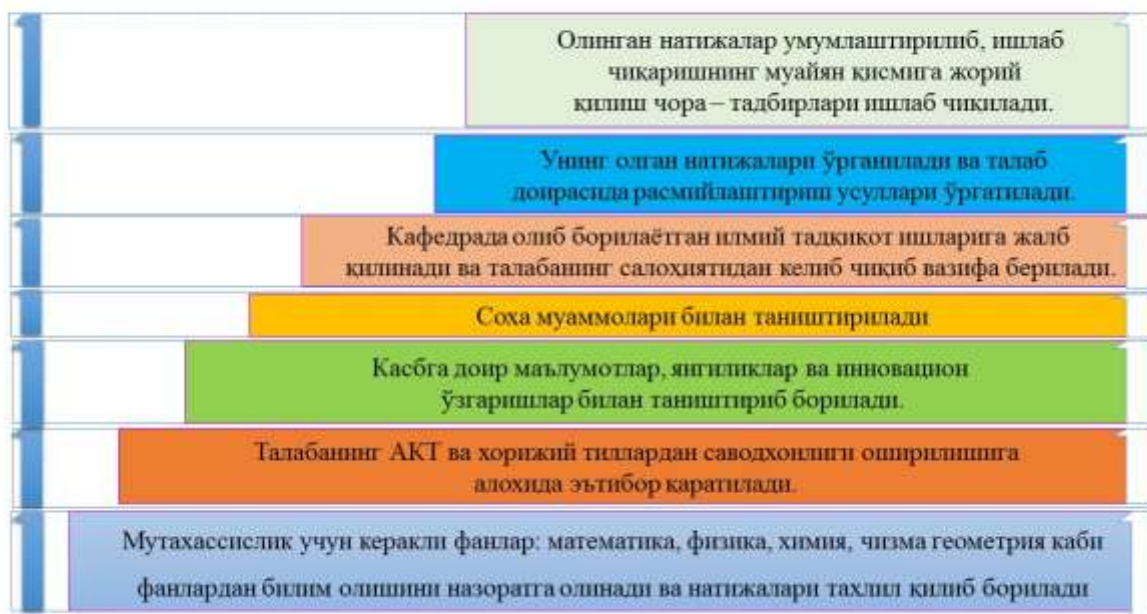 Олинган натижалар умумлаштирилиб, ишлаб
чиқаришнинг муайян қисмига жорий
қилиш чора – тадбирлари ишлаб чиқилади.
Унинг олган натижалари ўрганилади ва талаб
доирасида расмийлаштириш усуллари ўргатилади.
Кафедрада олиб борилаётган илмий тадқиқот ишларига жалб
қилинади ва талабанинг салоҳиятидан келиб чиқиб вазифа берилади.
Соха муаммолари билан таништирилади
Касбга доир маълумотлар, янгиликлар ва инновацион
ўзгаришлар билан таништириб борилади.
Талабанинг АКТ ва хорижий тиллардан саводхонлиги оширилишига
алохида эътибор қаратилади.
Мутахассислик учун керакли фанлар: математика, физика, химия, чизма геометрия каби
фанлардан билим олишини назоратга олинади ва натижалари тахлил қилиб борилади